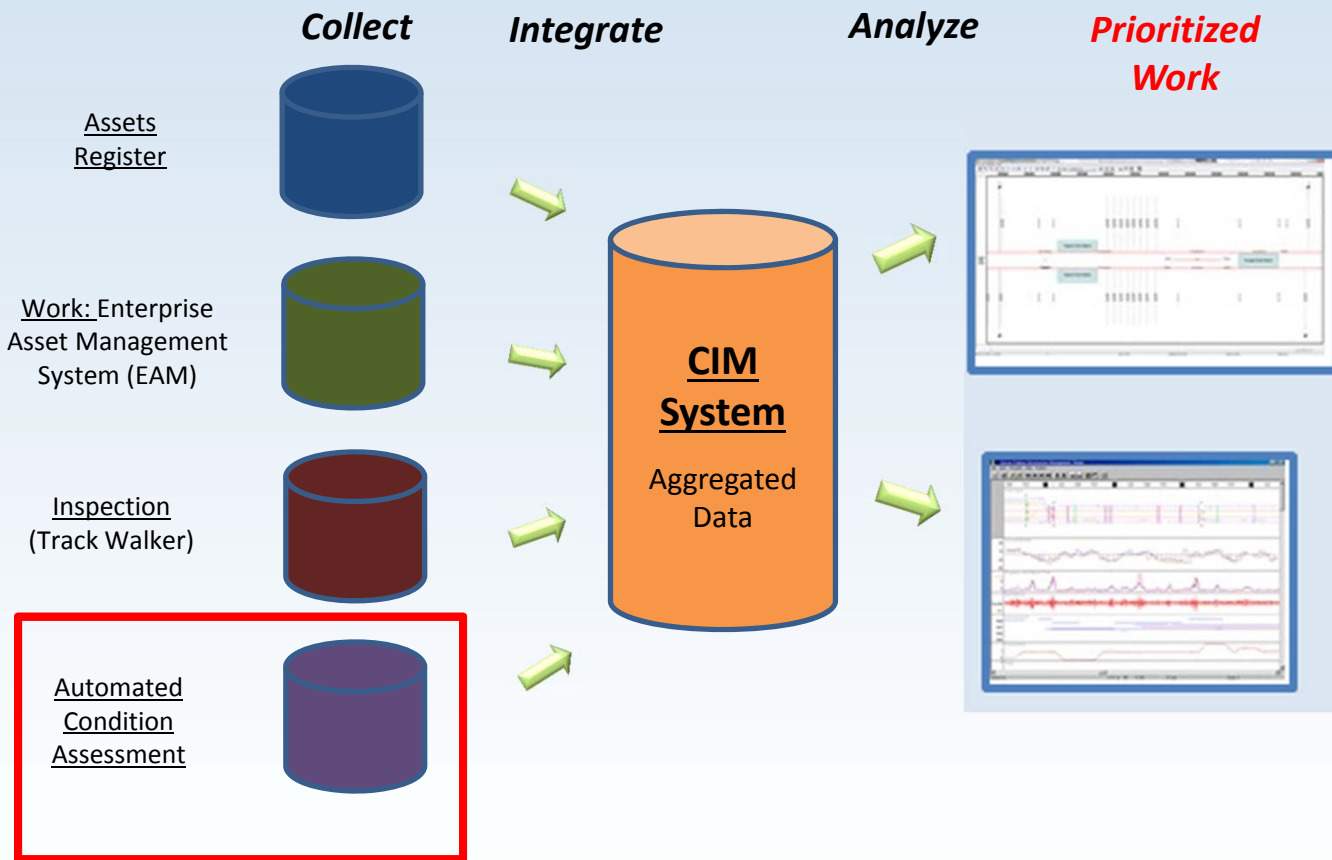 Collect
Integrate
Analyze
Prioritized
Work
Assets
Register
Work: Enterprise
Asset Management
System (EAM)
Inspection
(Track Walker)
Automated
Condition
Assessment
CIM
System
Aggregated
Data